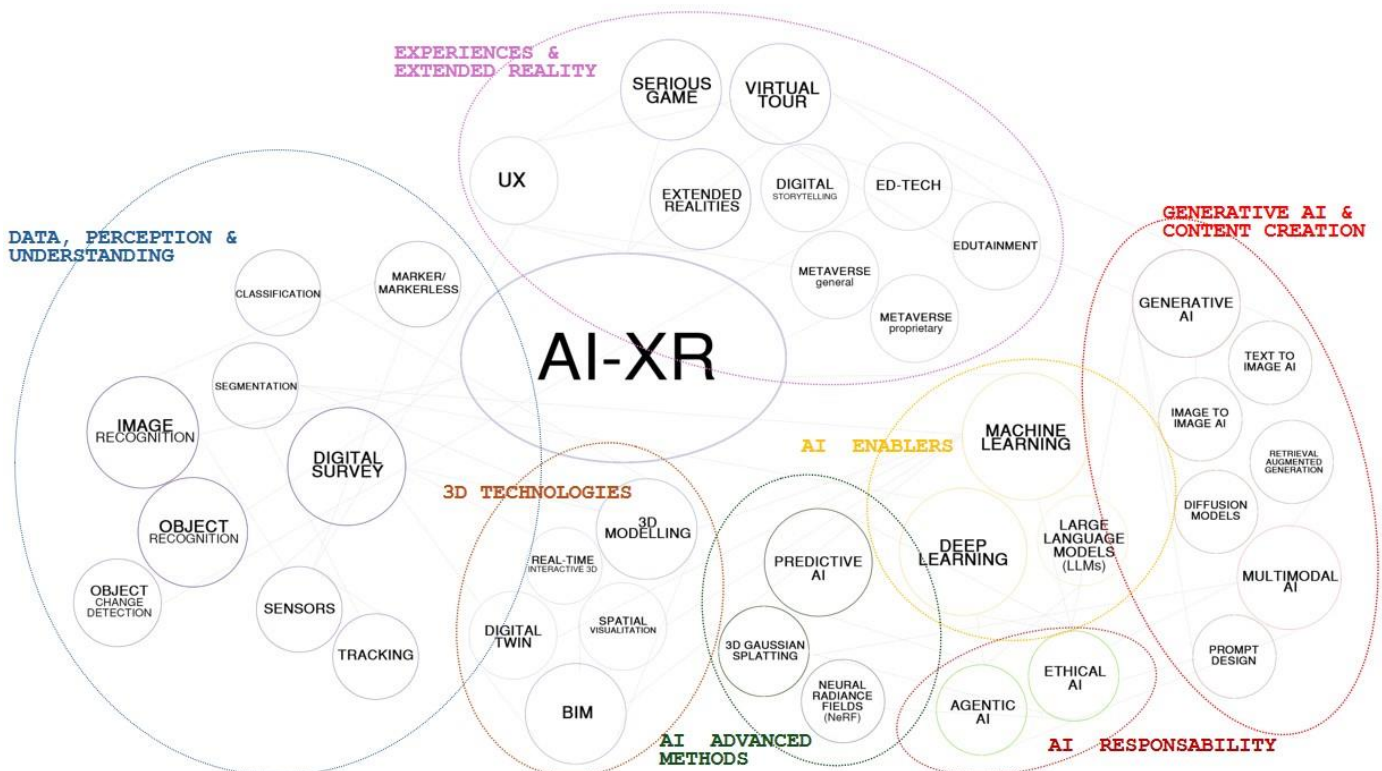 EXPERIENCES &
EXTENDED REALITY
SERIOUS
GAME
VIRTUAL
TOUR
UX
EXTENDED
REALITIES
DIGITAL
STORYTELLING
ED-TECH
EDUTAINMENT
METAVERSE
general
METAVERSE
proprietary
DATA, PERCEPTION &
UNDERSTANDING
CLASSIFICATION
MARKER/
MARKERLESS
SEGMENTATION
IMAGE
RECOGNITION
DIGITAL
SURVEY
OBJECT
RECOGNITION
OBJECT
CHANGE
DETECTION
SENSORS
TRACKING
AI-XR
3D TECHNOLOGIES
3D
MODELLING
REAL-TIME
INTERACTIVE 3D
DIGITAL
TWIN
SPATIAL
VISUALITATION
BIM
AI ADVANCED
METHODS
PREDICTIVE
AI
3D GAUSSIAN
SPLATTING
NEURAL
RADIANCE
FIELDS
(NeRF)
AI ENABLERS
MACHINE
LEARNING
DEEP
LEARNING
LARGE
LANGUAGE
MODELS
(LLMs)
AI RESPONSABILITY
ETHICAL
AI
AGENTIC
AI
GENERATIVE AI &
CONTENT CREATION
GENERATIVE
AI
TEXT TO
IMAGE AI
IMAGE TO
IMAGE AI
RETRIEVAL
AUGMENTED
GENERATION
DIFFUSION
MODELS
MULTIMODAL
AI
PROMPT
DESIGN